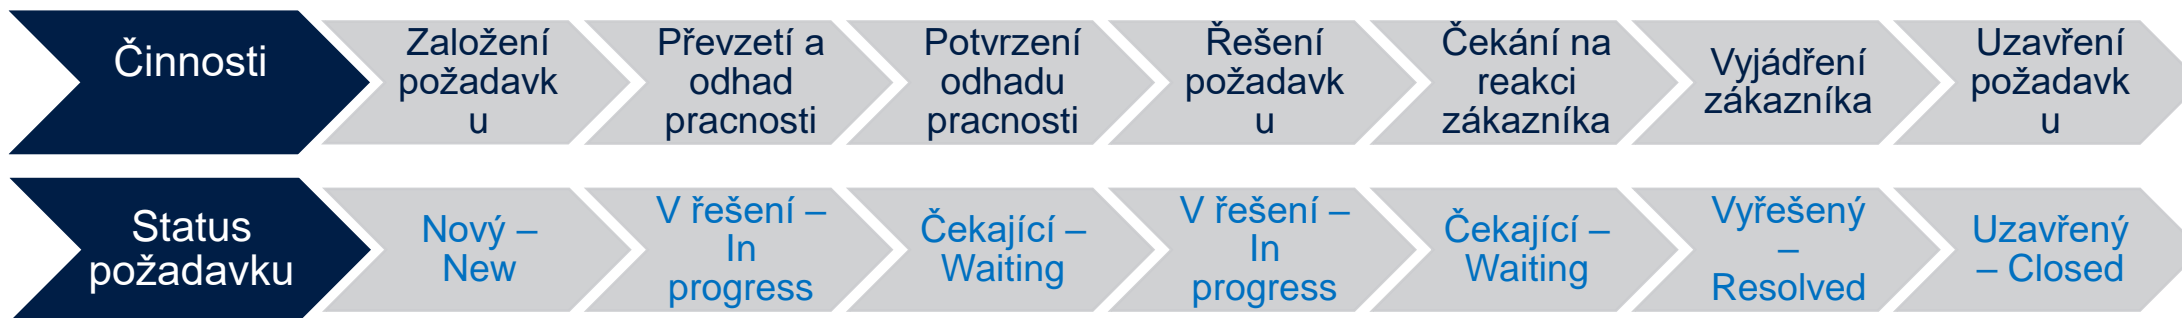 Činnosti
Založení
požadavk
u
Převzetí a
odhad
pracnosti
Potvrzení
odhadu
pracnosti
Řešení
požadavk
u
Čekání na
reakci
zákazníka
Vyjádření
zákazníka
Uzavření
požadavk
u
Status
požadavku
Nový –
New
V řešení –
In
progress
Čekající –
Waiting
V řešení –
In
progress
Čekající –
Waiting
Vyřešený
–
Resolved
Uzavřený
– Closed